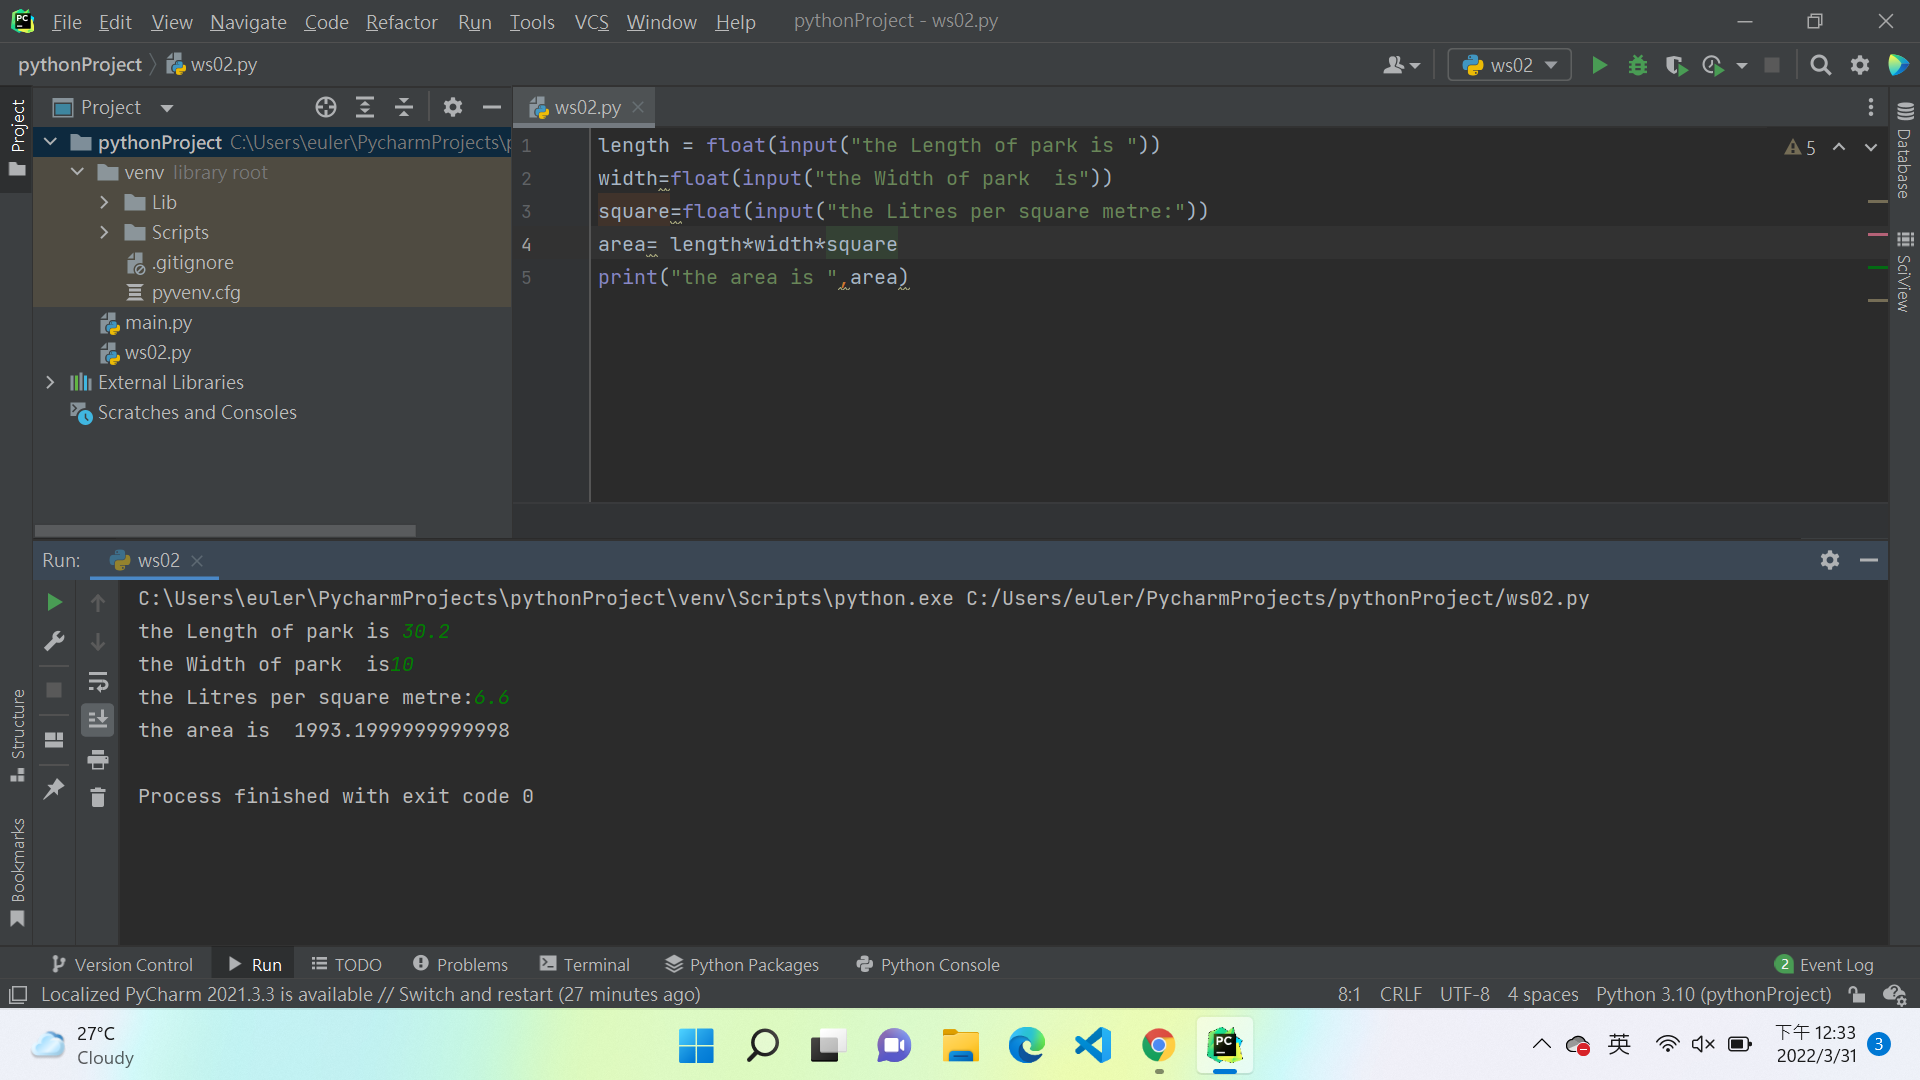 File Edit View Navigate Code Refactor Run Tools VCS Window Help pythonProject - ws02.py
pythonProject ws02.py
ws02
Project
Project
ws02.py
pythonProject C:\Users\euler\PycharmProjects\p
venv library root
Lib
Scripts
.gitignore
pyvenv.cfg
main.py
ws02.py
External Libraries
Scratches and Consoles
1 length = float(input("the Length of park is "))
2 width=float(input("the Width of park  is"))
3 square=float(input("the Litres per square metre:"))
4 area= length*width*square
5 print("the area is ",area)
5
Database
SciView
Run: ws02
C:\Users\euler\PycharmProjects\pythonProject\venv\Scripts\python.exe C:/Users/euler/PycharmProjects/pythonProject/ws02.py
the Length of park is 30.2
the Width of park  is10
the Litres per square metre:6.6
the area is  1993.1999999999998
Process finished with exit code 0
Structure
Bookmarks
Version Control Run TODO Problems Terminal Python Packages Python Console 2 Event Log
Localized PyCharm 2021.3.3 is available // Switch and restart (27 minutes ago) 8:1 CRLF UTF-8 4 spaces Python 3.10 (pythonProject)
27°C
Cloudy
PC
英
下午 12:33
2022/3/31
3